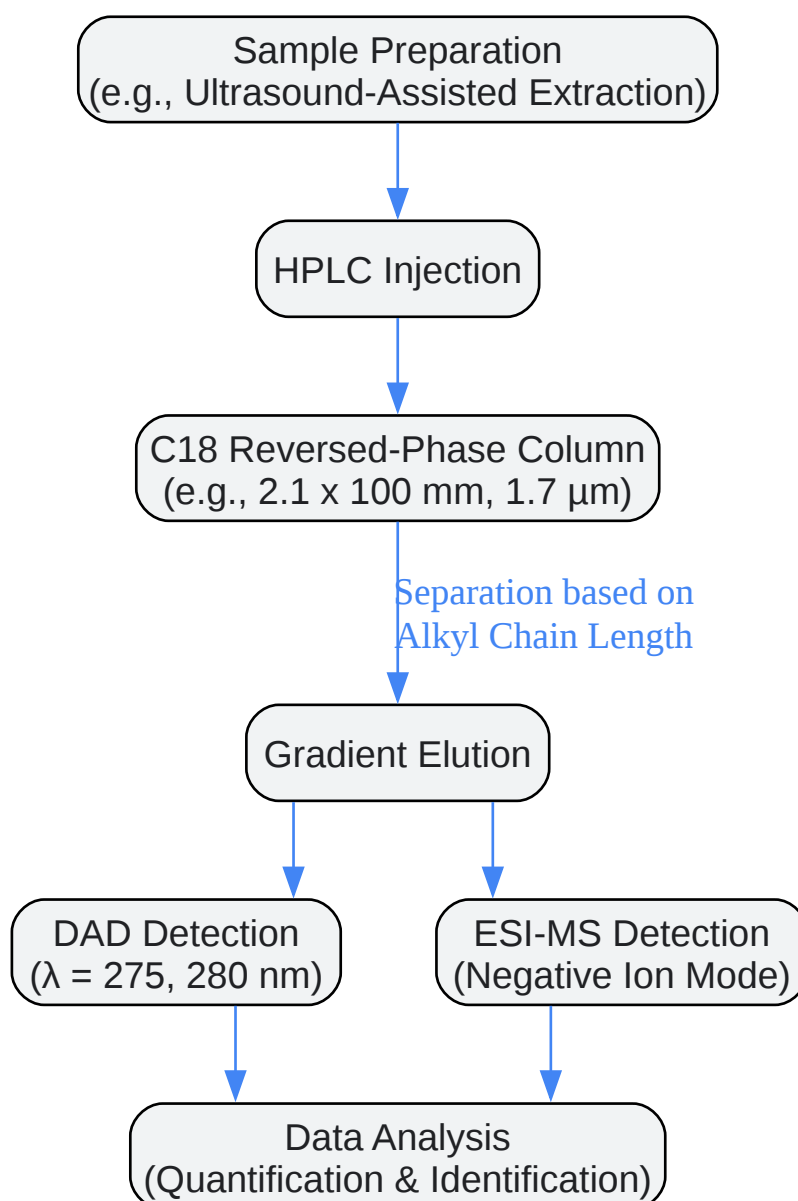 Sample Preparation
(e.g., Ultrasound-Assisted Extraction)
HPLC Injection
C18 Reversed-Phase Column
(e.g., 2.1 x 100 mm, 1.7 µm)
Separation based on
Alkyl Chain Length
Gradient Elution
DAD Detection
(λ = 275, 280 nm)
ESI-MS Detection
(Negative Ion Mode)
Data Analysis
(Quantification & Identification)